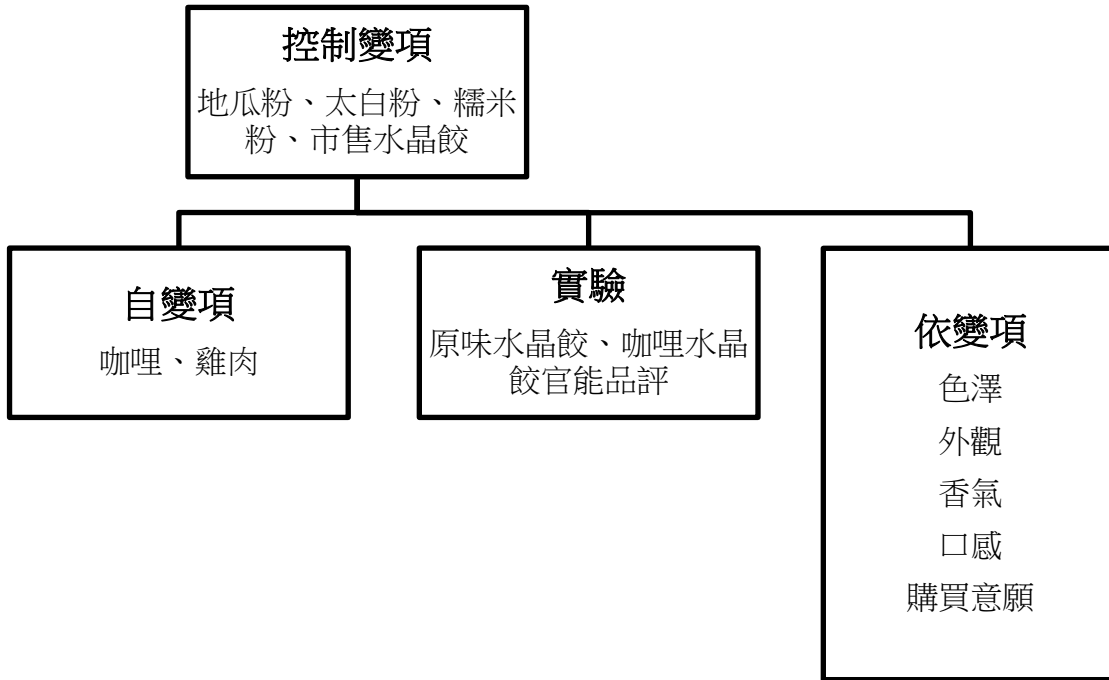 控制變項
地瓜粉、太白粉、糯米
粉、市售水晶餃
自變項
咖哩、雞肉
實驗
原味水晶餃、咖哩水晶
餃官能品評
依變項
色澤
外觀
香氣
口感
購買意願